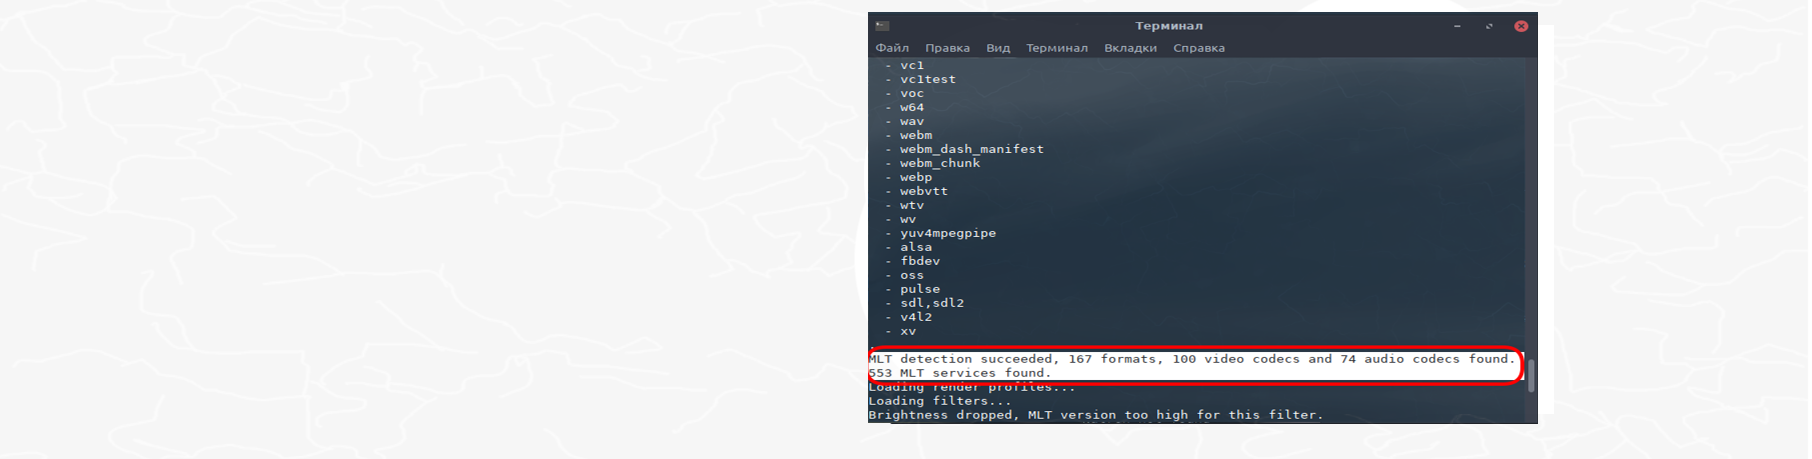 Терминал
Файл Правка Вид Терминал Вкладки Справка
- vc1
- vc1test
- voc
- w64
- wav
- webm
- webm_dash_manifest
- webm_chunk
- webp
- webvtt
- wtv
- wv
- yuv4mpegpipe
- alsa
- fbdev
- oss
- pulse
- sdl,sdl2
- v4l2
- xv
MLT detection succeeded, 167 formats, 100 video codecs and 74 audio codecs found.
553 MLT services found.
Loading render profiles...
Loading filters...
Brightness dropped, MLT version too high for this filter.